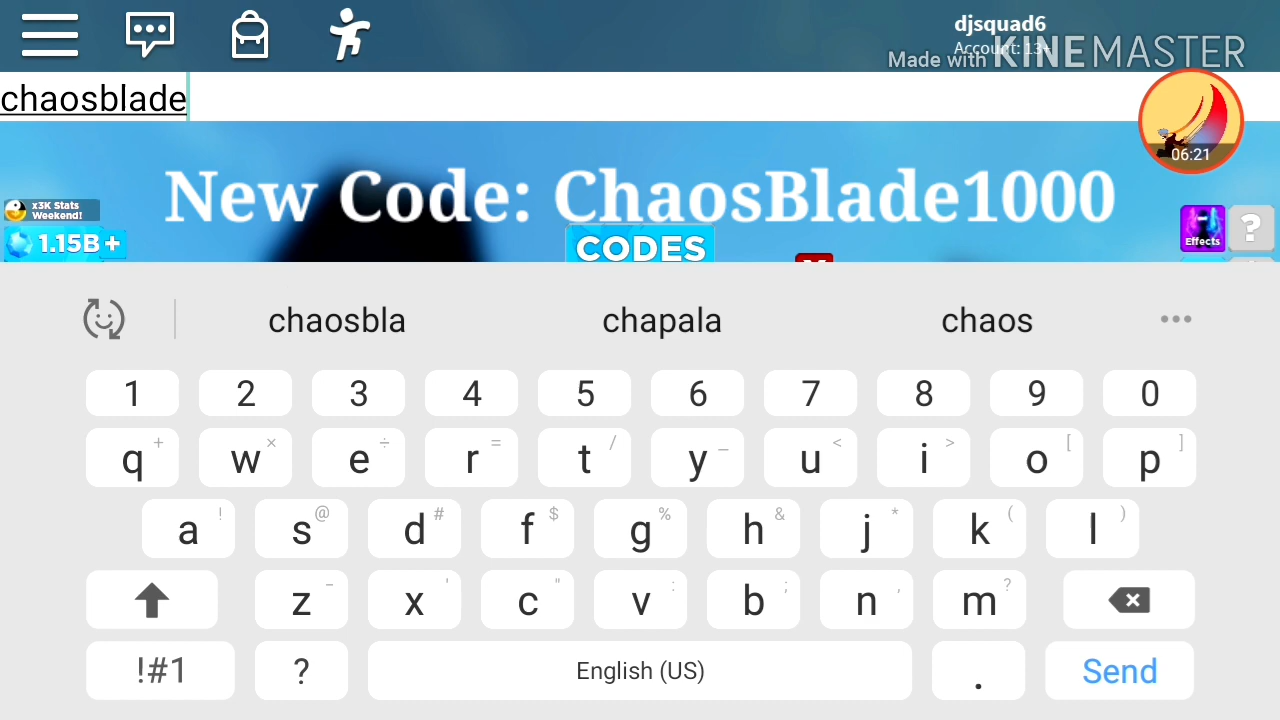 djsquad6
Account: 13+
Made with KINEMASTER
chaosblade
06:21
New Code: ChaosBlade1000
x3K Stats
Weekend!
1.15B +
CODES
X
Effects
?
chaosbla chapala chaos
1 2 3 4 5 6 7 8 9 0
q + w × e ÷ r = t / y _ u < i > o [ p ]
a ! s @ d # f $ g % h & j * k ( l )
z - x ' c " v : b ; n , m ?
!#1 ? English (US) . Send